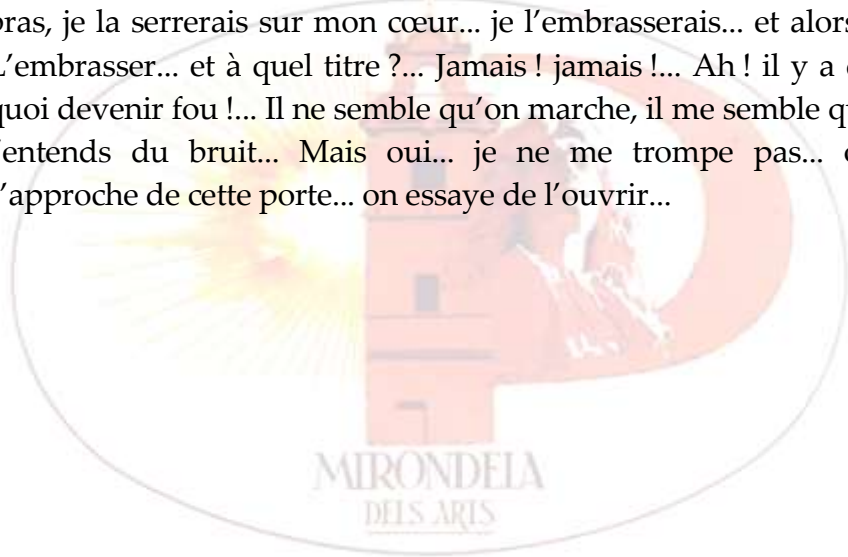 bras, je la serrerais sur mon cœur... je l’embrasserais... et alors
L’embrasser... et à quel titre ?... Jamais ! jamais !... Ah ! il y a
quoi devenir fou !... Il ne semble qu’on marche, il me semble
j’entends du bruit... Mais oui... je ne me trompe pas...
s’approche de cette porte... on essaye de l’ouvrir...
MIRONDELA
DELS ARTS